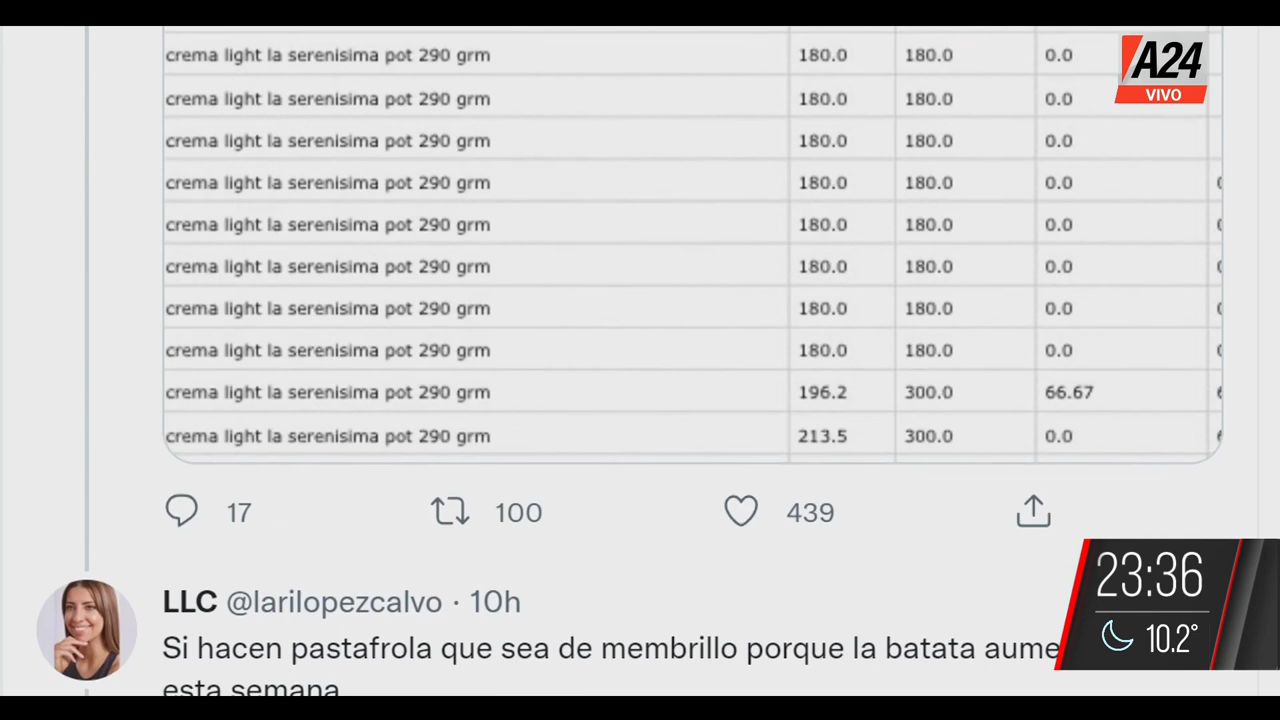 crema light la serenisima pot 290 grm 180.0 180.0 0.0
crema light la serenisima pot 290 grm 180.0 180.0 0.0
crema light la serenisima pot 290 grm 180.0 180.0 0.0
crema light la serenisima pot 290 grm 180.0 180.0 0.0
crema light la serenisima pot 290 grm 180.0 180.0 0.0
crema light la serenisima pot 290 grm 180.0 180.0 0.0
crema light la serenisima pot 290 grm 180.0 180.0 0.0
crema light la serenisima pot 290 grm 180.0 180.0 0.0
crema light la serenisima pot 290 grm 196.2 300.0 66.67
crema light la serenisima pot 290 grm 213.5 300.0 0.0
A24
VIVO
17 100 439
LLC @larilopezcalvo · 10h
Si hacen pastafrola que sea de membrillo porque la batata aume
esta semana
23:36
10.2°